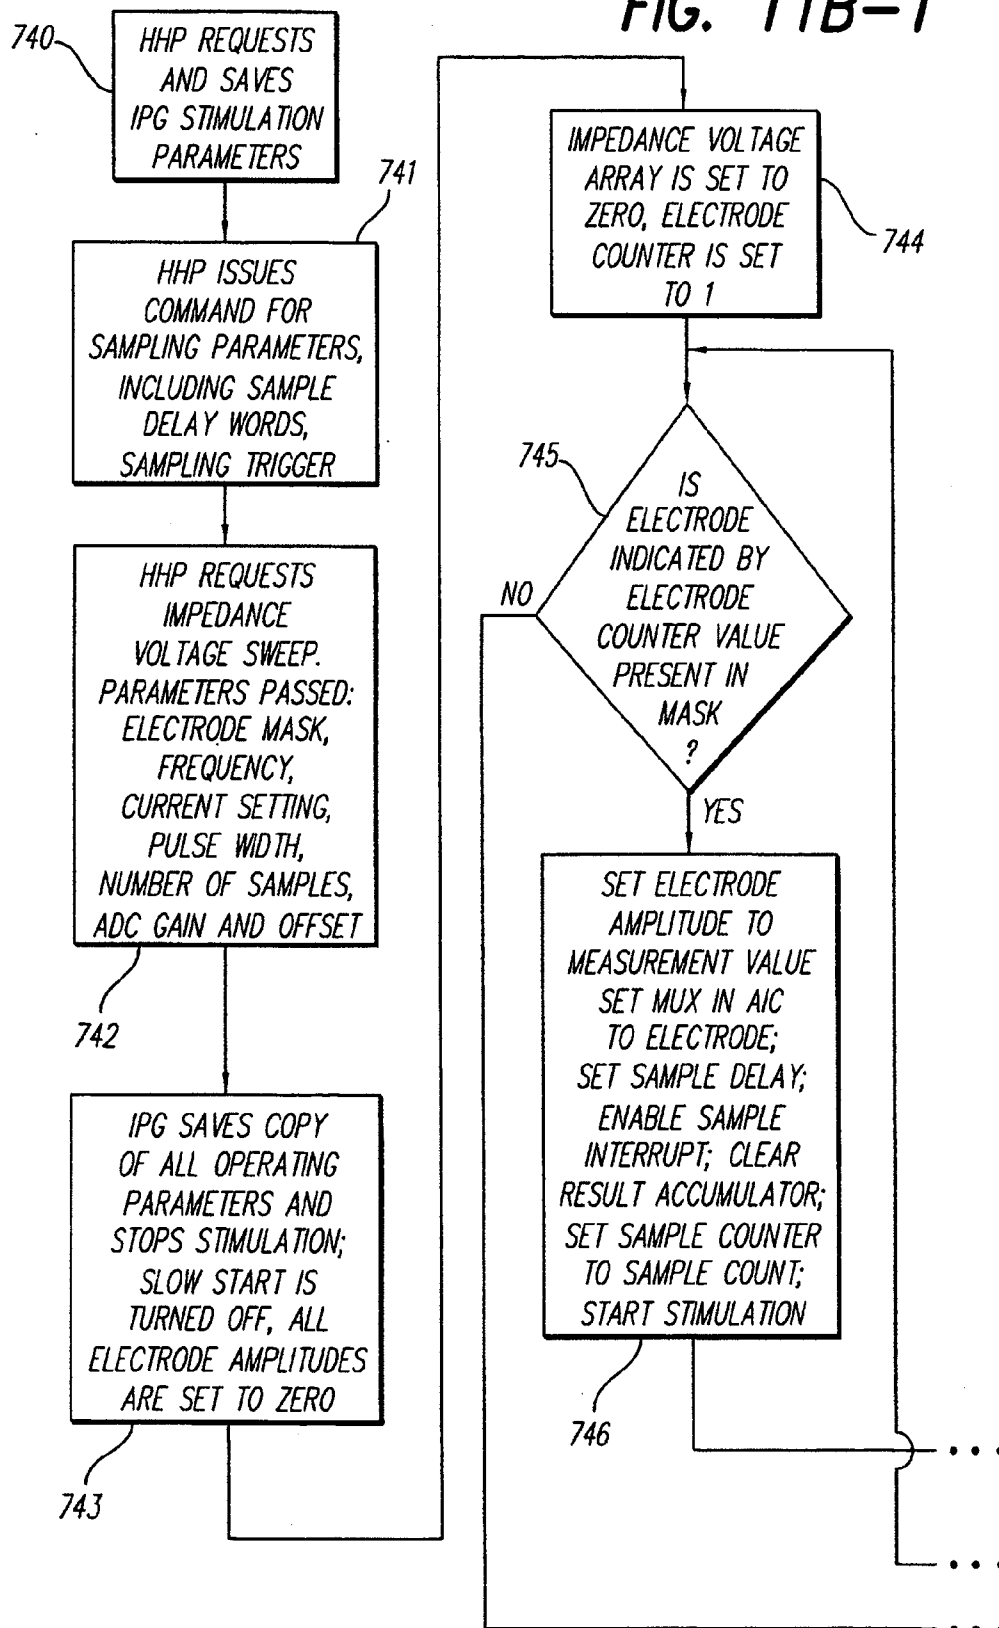 FIG. 11B-1
740
HHP REQUESTS
AND SAVES
IPG STIMULATION
PARAMETERS
741
HHP ISSUES
COMMAND FOR
SAMPLING PARAMETERS,
INCLUDING SAMPLE
DELAY WORDS,
SAMPLING TRIGGER
HHP REQUESTS
IMPEDANCE
VOLTAGE SWEEP.
PARAMETERS PASSED:
ELECTRODE MASK,
FREQUENCY,
CURRENT SETTING,
PULSE WIDTH,
NUMBER OF SAMPLES,
ADC GAIN AND OFFSET
742
IPG SAVES COPY
OF ALL OPERATING
PARAMETERS AND
STOPS STIMULATION;
SLOW START IS
TURNED OFF, ALL
ELECTRODE AMPLITUDES
ARE SET TO ZERO
743
IMPEDANCE VOLTAGE
ARRAY IS SET TO
ZERO, ELECTRODE
COUNTER IS SET
TO 1
744
745
IS
ELECTRODE
INDICATED BY
ELECTRODE
COUNTER VALUE
PRESENT IN
MASK
?
NO
YES
SET ELECTRODE
AMPLITUDE TO
MEASUREMENT VALUE
SET MUX IN AIC
TO ELECTRODE;
SET SAMPLE DELAY;
ENABLE SAMPLE
INTERRUPT; CLEAR
RESULT ACCUMULATOR;
SET SAMPLE COUNTER
TO SAMPLE COUNT;
START STIMULATION
746